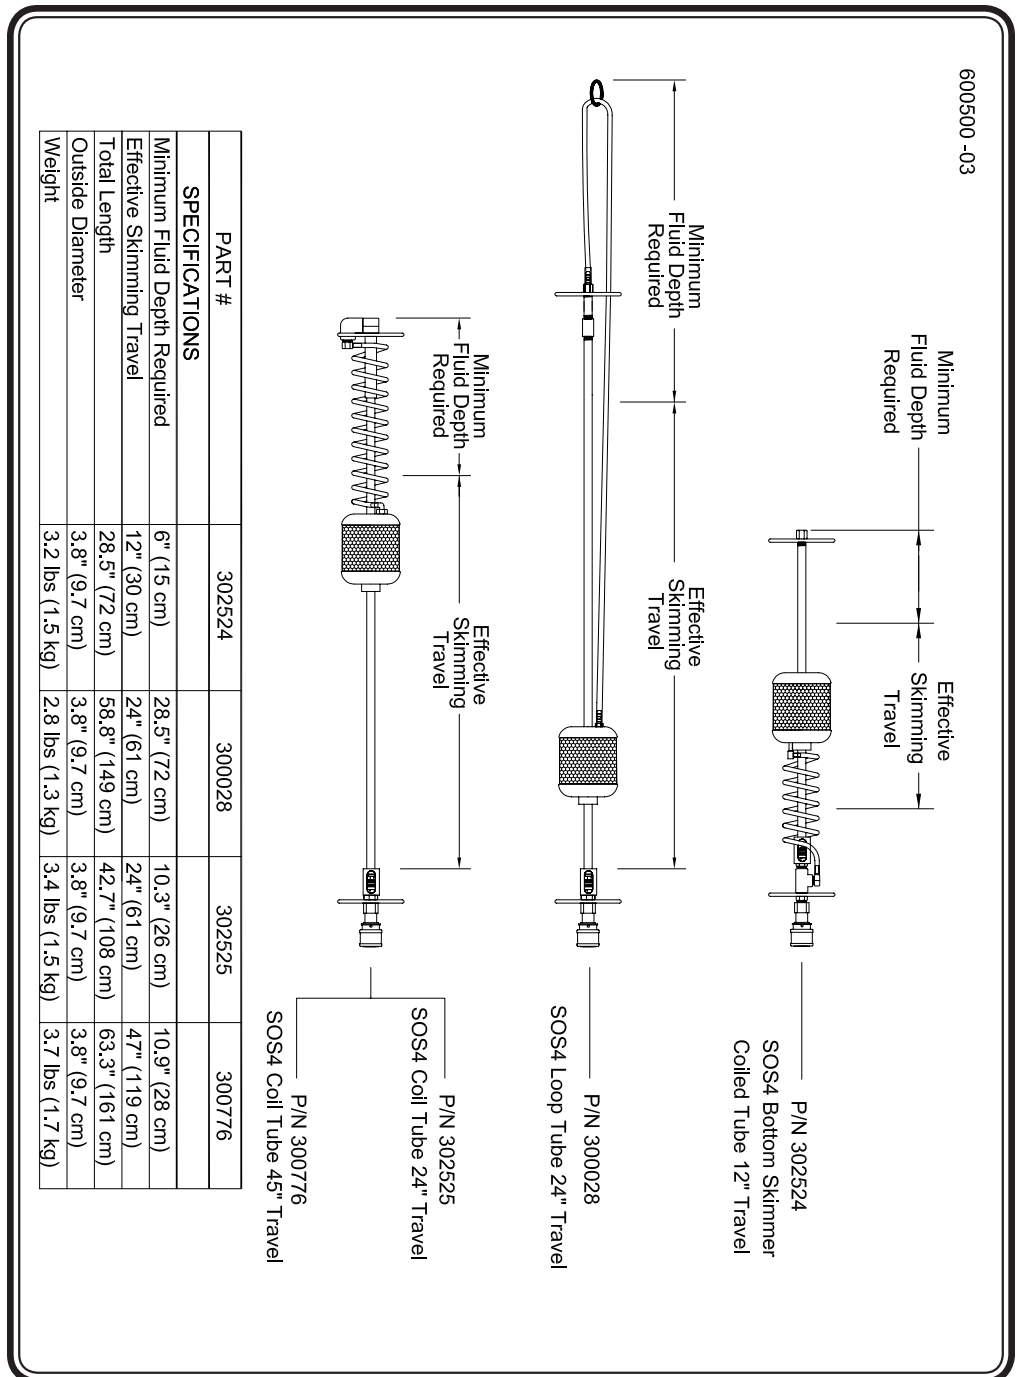 600500 -03
Minimum
Fluid Depth
Required
Effective
Skimming
Travel
P/N 302524
SOS4 Bottom Skimmer
Coiled Tube 12" Travel
Minimum
Fluid Depth
Required
Effective
Skimming
Travel
P/N 300028
SOS4 Loop Tube 24" Travel
Minimum
Fluid Depth
Required
Effective
Skimming
Travel
P/N 302525
SOS4 Coil Tube 24" Travel
P/N 300776
SOS4 Coil Tube 45" Travel
PART # 302524 300028 302525 300776
SPECIFICATIONS
Minimum Fluid Depth Required 6" (15 cm) 28.5" (72 cm) 10.3" (26 cm) 10.9" (28 cm)
Effective Skimming Travel 12" (30 cm) 24" (61 cm) 24" (61 cm) 47" (119 cm)
Total Length 28.5" (72 cm) 58.8" (149 cm) 42.7" (108 cm) 63.3" (161 cm)
Outside Diameter 3.8" (9.7 cm) 3.8" (9.7 cm) 3.8" (9.7 cm) 3.8" (9.7 cm)
Weight 3.2 lbs (1.5 kg) 2.8 lbs (1.3 kg) 3.4 lbs (1.5 kg) 3.7 lbs (1.7 kg)